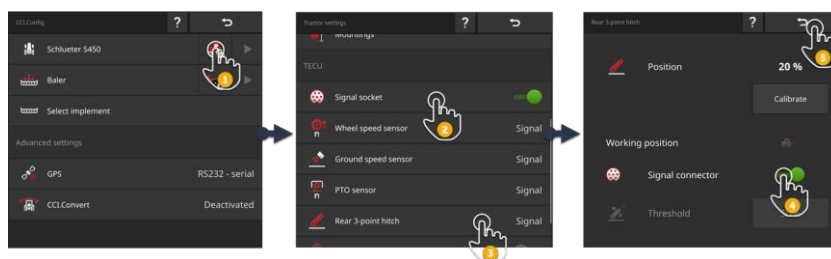 CCI.Config
?
Schlueter S450
1
Baler
Select implement
Advanced settings
GPS
RS232 - serial
CCI.Convert
Deactivated
Tractor settings
?
Mountings
TECU
Signal socket
2
n
Wheel speed sensor
Signal
Ground speed sensor
Signal
n
PTO sensor
Signal
Rear 3-point hitch
Signal
3
Rear 3-point hitch
?
5
Position
20 %
Calibrate
Working position
Signal connector
4
Threshold